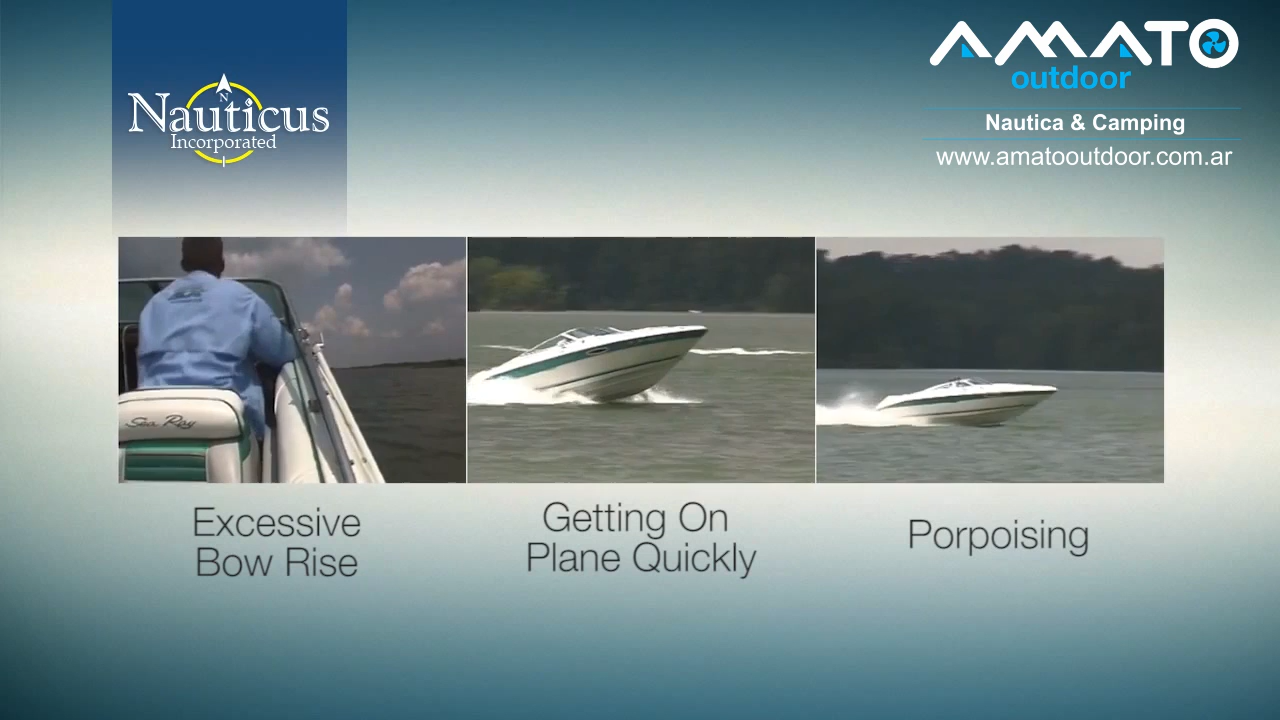 AMATO
outdoor
Nautica & Camping
www.amatooutdoor.com.ar
N
Nauticus
Incorporated
Sea Ray
Excessive
Bow Rise
Getting On
Plane Quickly
Porpoising